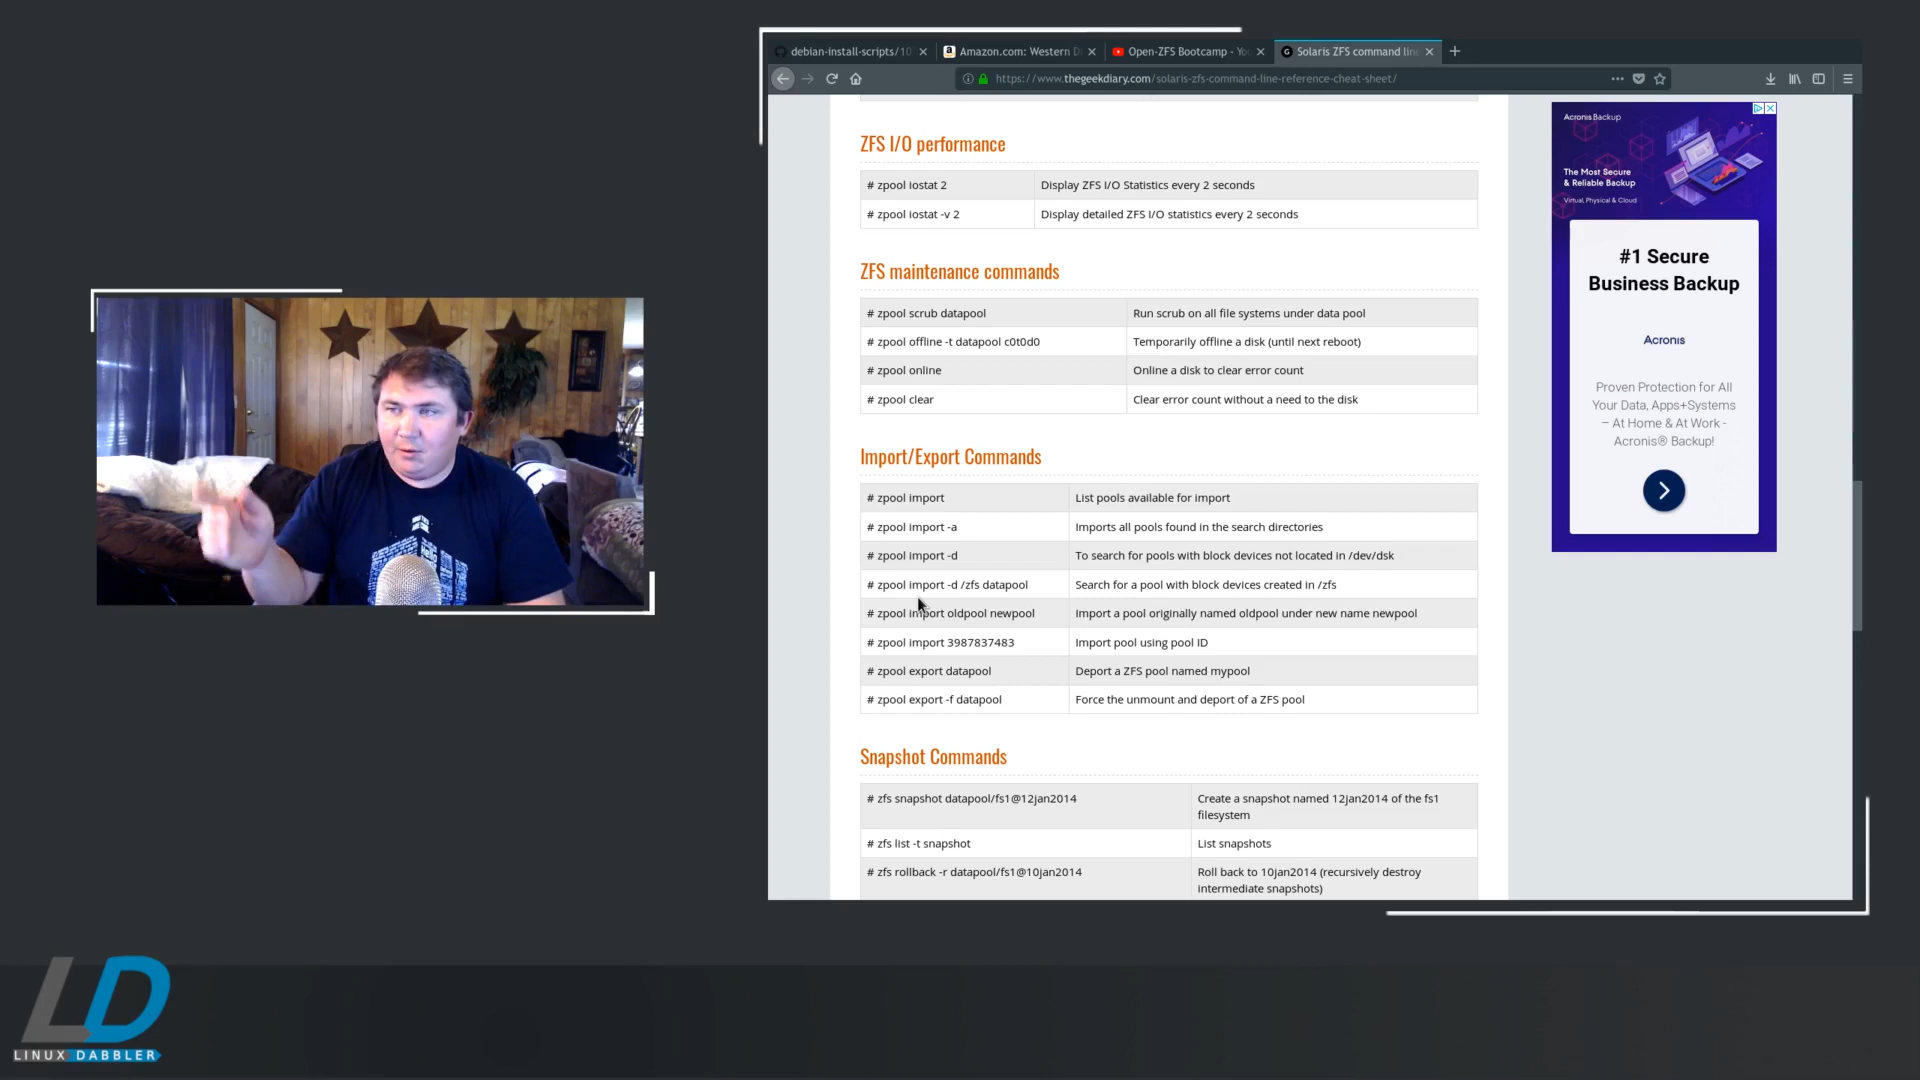 debian-install-scripts/10
Amazon.com: Western D
Open-ZFS Bootcamp - Yo
Solaris ZFS command lin
https://www.thegeekdiary.com/solaris-zfs-command-line-reference-cheat-sheet/
ZFS I/O performance
# zpool iostat 2 Display ZFS I/O Statistics every 2 seconds
# zpool iostat -v 2 Display detailed ZFS I/O statistics every 2 seconds
ZFS maintenance commands
# zpool scrub datapool Run scrub on all file systems under data pool
# zpool offline -t datapool c0t0d0 Temporarily offline a disk (until next reboot)
# zpool online Online a disk to clear error count
# zpool clear Clear error count without a need to the disk
Import/Export Commands
# zpool import List pools available for import
# zpool import -a Imports all pools found in the search directories
# zpool import -d To search for pools with block devices not located in /dev/dsk
# zpool import -d /zfs datapool Search for a pool with block devices created in /zfs
# zpool import oldpool newpool Import a pool originally named oldpool under new name newpool
# zpool import 3987837483 Import pool using pool ID
# zpool export datapool Deport a ZFS pool named mypool
# zpool export -f datapool Force the unmount and deport of a ZFS pool
Snapshot Commands
# zfs snapshot datapool/fs1@12jan2014 Create a snapshot named 12jan2014 of the fs1
filesystem
# zfs list -t snapshot List snapshots
# zfs rollback -r datapool/fs1@10jan2014 Roll back to 10jan2014 (recursively destroy
intermediate snapshots)
Acronis Backup
The Most Secure
& Reliable Backup
Virtual, Physical & Cloud
#1 Secure
Business Backup
Acronis
Proven Protection for All
Your Data, Apps+Systems
– At Home & At Work -
Acronis® Backup!
LD
LINUX DABBLER